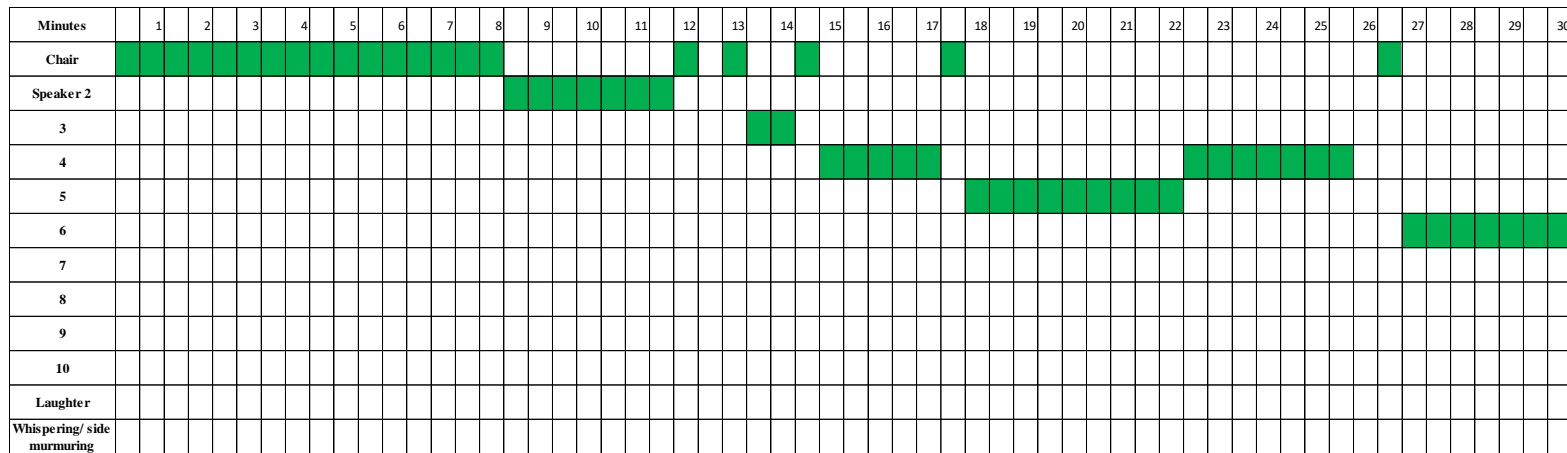 Minutes 1 2 3 4 5 6 7 8 9 10 11 12 13 14 15 16 17 18 19 20 21 22 23 24 25 26 27 28 29 30
Chair
Speaker 2
3
4
5
6
7
8
9
10
Laughter
Whispering/ side
murmuring